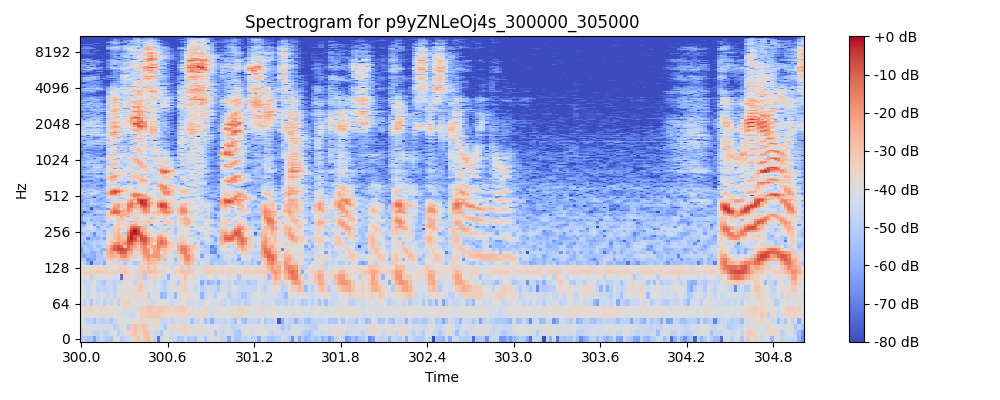 Spectrogram for p9yZNLeOj4s_300000_305000
Hz
8192
4096
2048
1024
512
256
128
64
0
300.0 300.6 301.2 301.8 302.4 303.0 303.6 304.2 304.8
Time
+0 dB
-10 dB
-20 dB
-30 dB
-40 dB
-50 dB
-60 dB
-70 dB
-80 dB